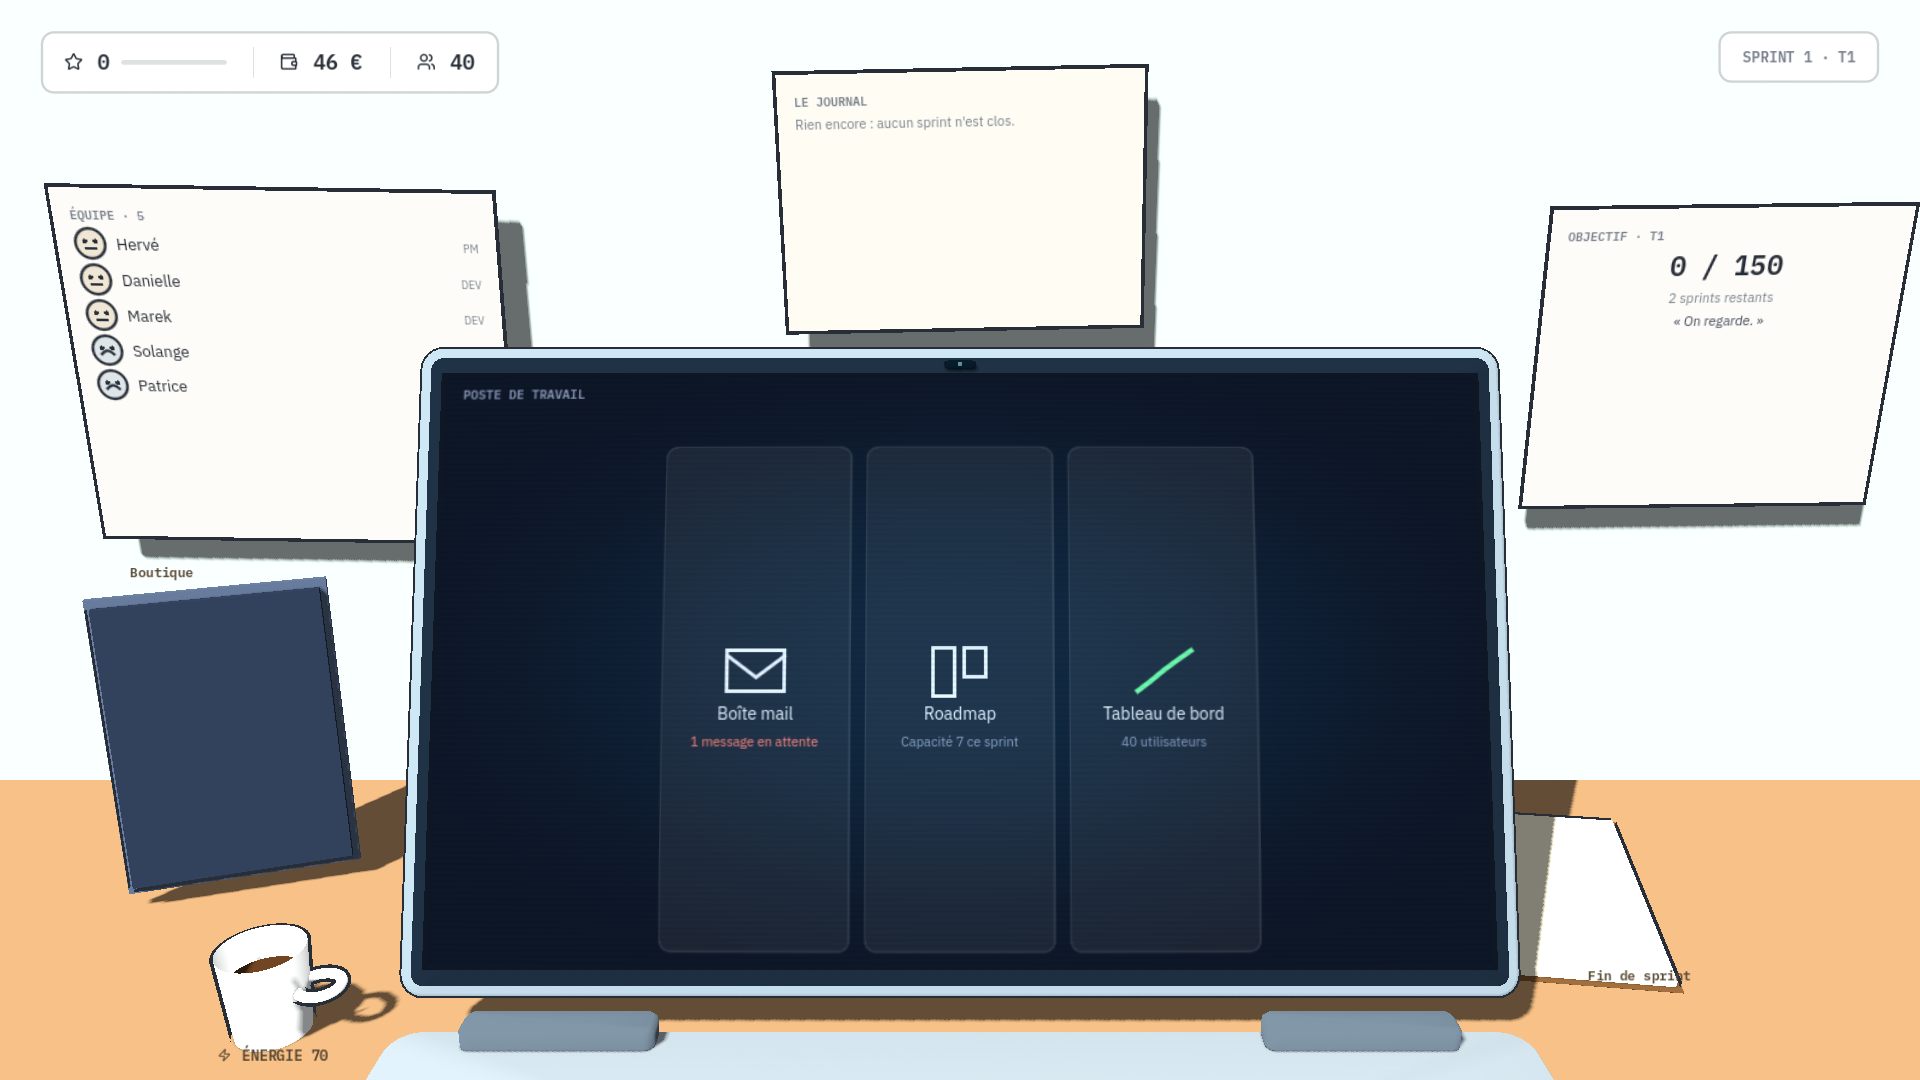 0
46 €
40
SPRINT 1 · T1
LE JOURNAL
Rien encore : aucun sprint n'est clos.
ÉQUIPE · 5
Hervé PM
Danielle DEV
Marek DEV
Solange
Patrice
OBJECTIF · T1
0 / 150
2 sprints restants
« On regarde. »
POSTE DE TRAVAIL
Boîte mail
1 message en attente
Roadmap
Capacité 7 ce sprint
Tableau de bord
40 utilisateurs
Boutique
Fin de sprint
ÉNERGIE 70